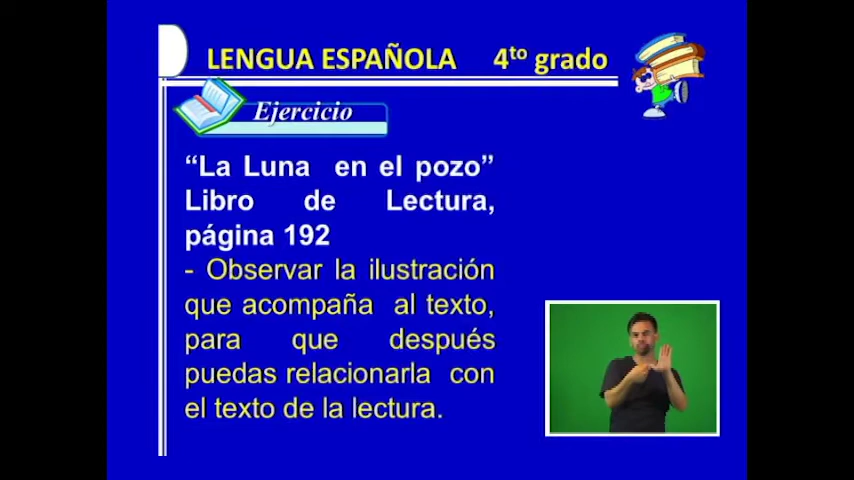 LENGUA ESPAÑOLA 4to grado
Ejercicio
“La Luna en el pozo”
Libro de Lectura,
página 192
- Observar la ilustración
que acompaña al texto,
para que después
puedas relacionarla con
el texto de la lectura.